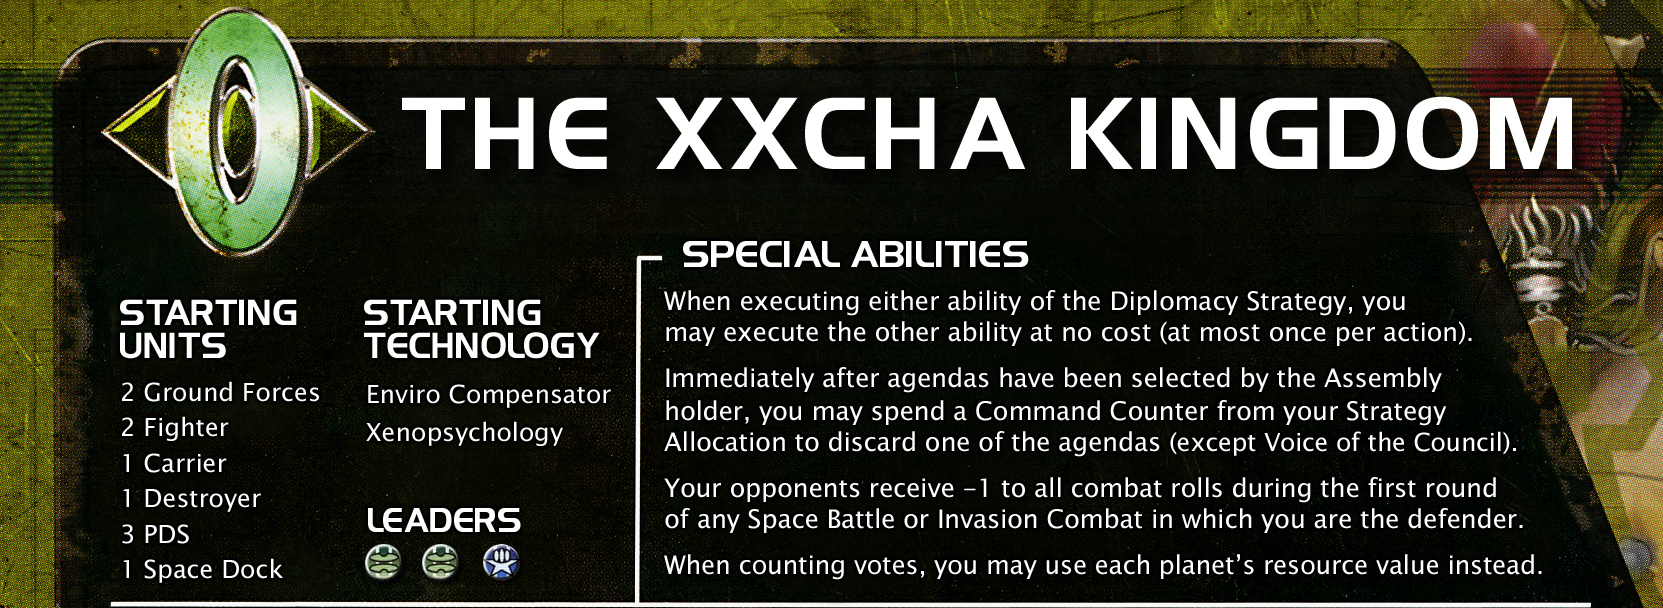 THE XXCHA KINGDOM
STARTING
UNITS
2 Ground Forces
2 Fighter
1 Carrier
1 Destroyer
3 PDS
1 Space Dock
STARTING
TECHNOLOGY
Enviro Compensator
Xenopsychology
LEADERS
SPECIAL ABILITIES
When executing either ability of the Diplomacy Strategy, you
may execute the other ability at no cost (at most once per action).
Immediately after agendas have been selected by the Assembly
holder, you may spend a Command Counter from your Strategy
Allocation to discard one of the agendas (except Voice of the Council).
Your opponents receive –1 to all combat rolls during the first round
of any Space Battle or Invasion Combat in which you are the defender.
When counting votes, you may use each planet’s resource value instead.